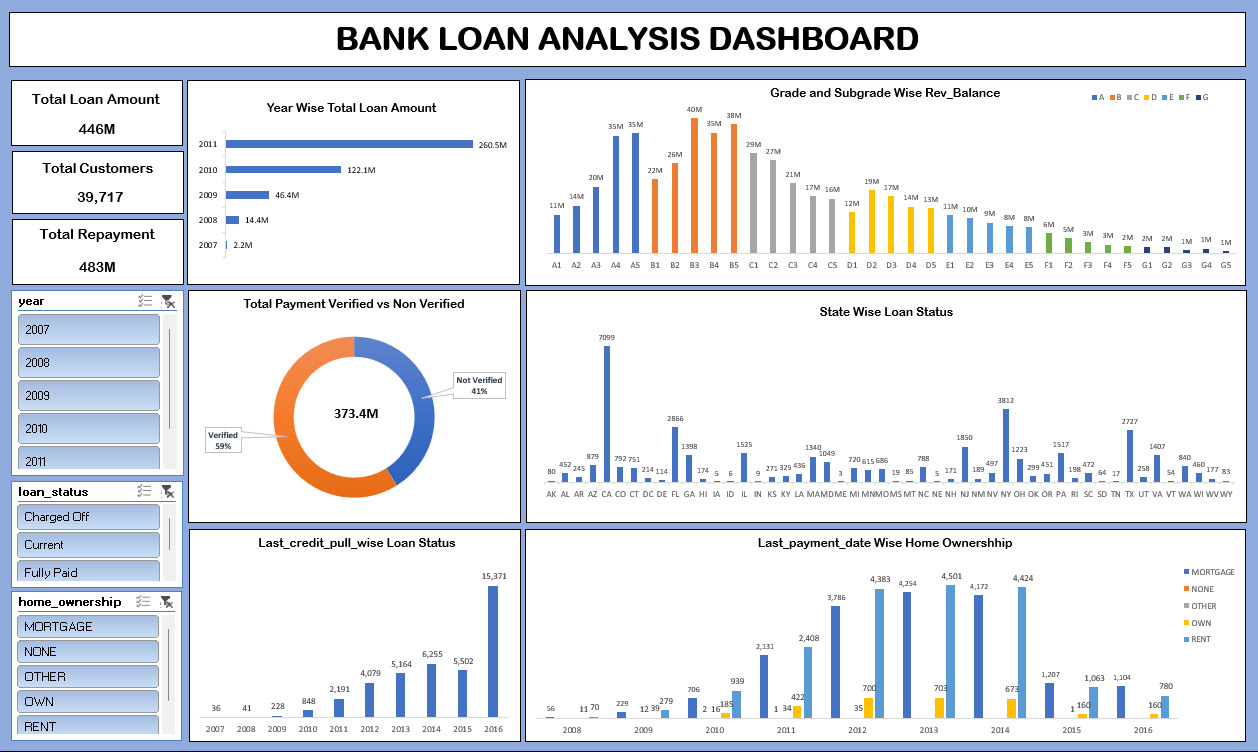 BANK LOAN ANALYSIS DASHBOARD
Total Loan Amount
446M
Total Customers
39,717
Total Repayment
483M
year
2007
2008
2009
2010
2011
loan_status
Charged Off
Current
Fully Paid
home_ownership
MORTGAGE
NONE
OTHER
OWN
RENT
Year Wise Total Loan Amount
2011 260.5M
2010 122.1M
2009 46.4M
2008 14.4M
2007 2.2M
Grade and Subgrade Wise Rev_Balance
A B C D E F G
11M 14M 20M 35M 35M 22M 26M 40M 35M 38M 29M 27M 21M 17M 16M 12M 19M 17M 14M 13M 11M 10M 9M 8M 8M 6M 5M 3M 3M 2M 2M 2M 1M 1M 1M
A1 A2 A3 A4 A5 B1 B2 B3 B4 B5 C1 C2 C3 C4 C5 D1 D2 D3 D4 D5 E1 E2 E3 E4 E5 F1 F2 F3 F4 F5 G1 G2 G3 G4 G5
Total Payment Verified vs Non Verified
Not Verified
41%
373.4M
Verified
59%
State Wise Loan Status
80 452 245 879 7099 792 751 214 114 2866 1398 174 5 6 1525 9 271 325 436 1340 1049 3 720 615 686 19 85 788 5 171 1850 189 497 3812 1223 299 451 1517 198 472 64 17 2727 258 1407 54 840 460 177 83
AK AL AR AZ CA CO CT DC DE FL GA HI IA ID IL IN KS KY LA MA MD ME MI MN MO MS MT NC NE NH NJ NM NV NY OH OK OR PA RI SC SD TN TX UT VA VT WA WI WV WY
Last_credit_pull_wise Loan Status
36 41 228 848 2,191 4,079 5,164 6,255 5,502 15,371
2007 2008 2009 2010 2011 2012 2013 2014 2015 2016
Last_payment_date Wise Home Ownershhip
MORTGAGE
NONE
OTHER
OWN
RENT
56 11 70 229 12 39 279 706 2 16 185 939 2,131 1 34 422 2,408 3,786 35 700 4,383 4,254 703 4,501 4,172 673 4,424 1,207 1 160 1,063 1,104 160 780
2008 2009 2010 2011 2012 2013 2014 2015 2016